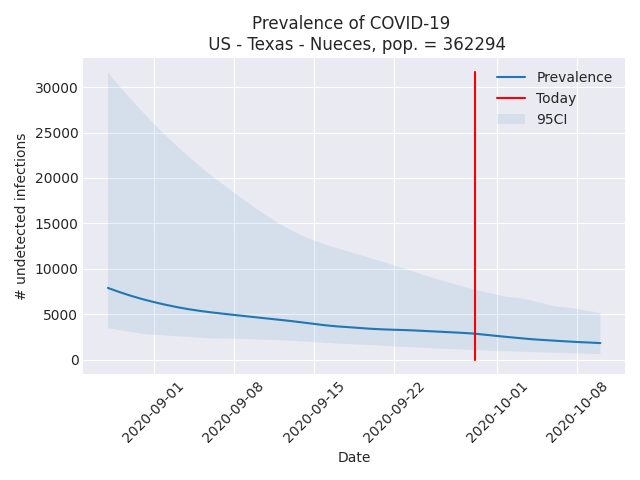 Prevalence of COVID-19
US - Texas - Nueces, pop. = 362294
Prevalence
Today
95CI
# undetected infections
30000
25000
20000
15000
10000
5000
0
2020-09-01
2020-09-08
2020-09-15
2020-09-22
2020-10-01
2020-10-08
Date